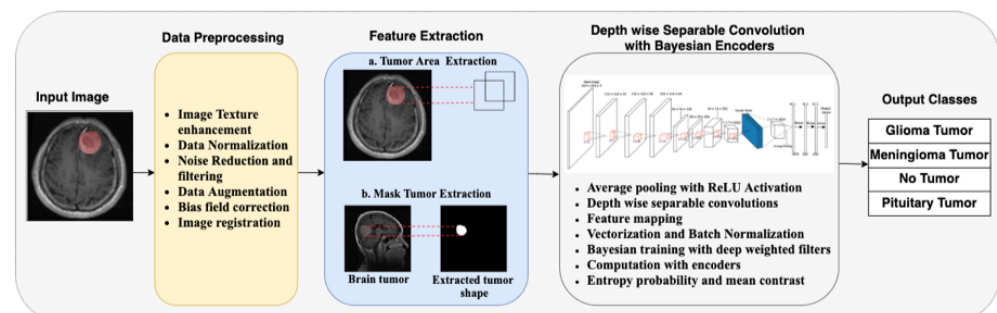 Data Preprocessing
Feature Extraction
Depth wise Separable Convolution
with Bayesian Encoders
Input Image
• Image Texture
enhancement
• Data Normalization
• Noise Reduction and
filtering
• Data Augmentation
• Bias field correction
• Image registration
a. Tumor Area Extraction
b. Mask Tumor Extraction
Brain tumor
Extracted tumor
shape
• Average pooling with ReLU Activation
• Depth wise separable convolutions
• Feature mapping
• Vectorization and Batch Normalization
• Bayesian training with deep weighted filters
• Computation with encoders
• Entropy probability and mean contrast
Output Classes
Glioma Tumor
Meningioma Tumor
No Tumor
Pituitary Tumor